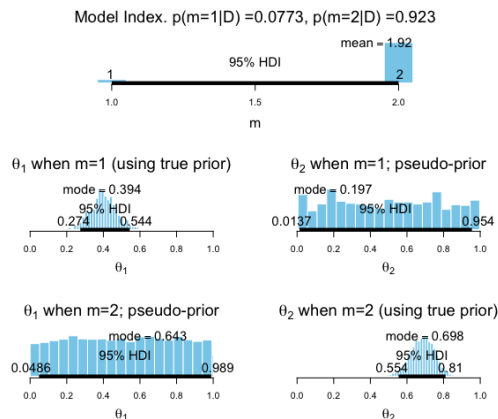 Model Index. p(m=1|D) =0.0773, p(m=2|D) =0.923
mean = 1.92
95% HDI
1 2
1.0 1.5 2.0
m
θ1 when m=1 (using true prior)
mode = 0.394
95% HDI
0.274 0.544
0.0 0.2 0.4 0.6 0.8 1.0
θ1
θ2 when m=1; pseudo-prior
mode = 0.197
95% HDI
0.0137 0.954
0.0 0.2 0.4 0.6 0.8 1.0
θ2
θ1 when m=2; pseudo-prior
mode = 0.643
95% HDI
0.0486 0.989
0.0 0.2 0.4 0.6 0.8 1.0
θ1
θ2 when m=2 (using true prior)
mode = 0.698
95% HDI
0.554 0.81
0.0 0.2 0.4 0.6 0.8 1.0
θ2